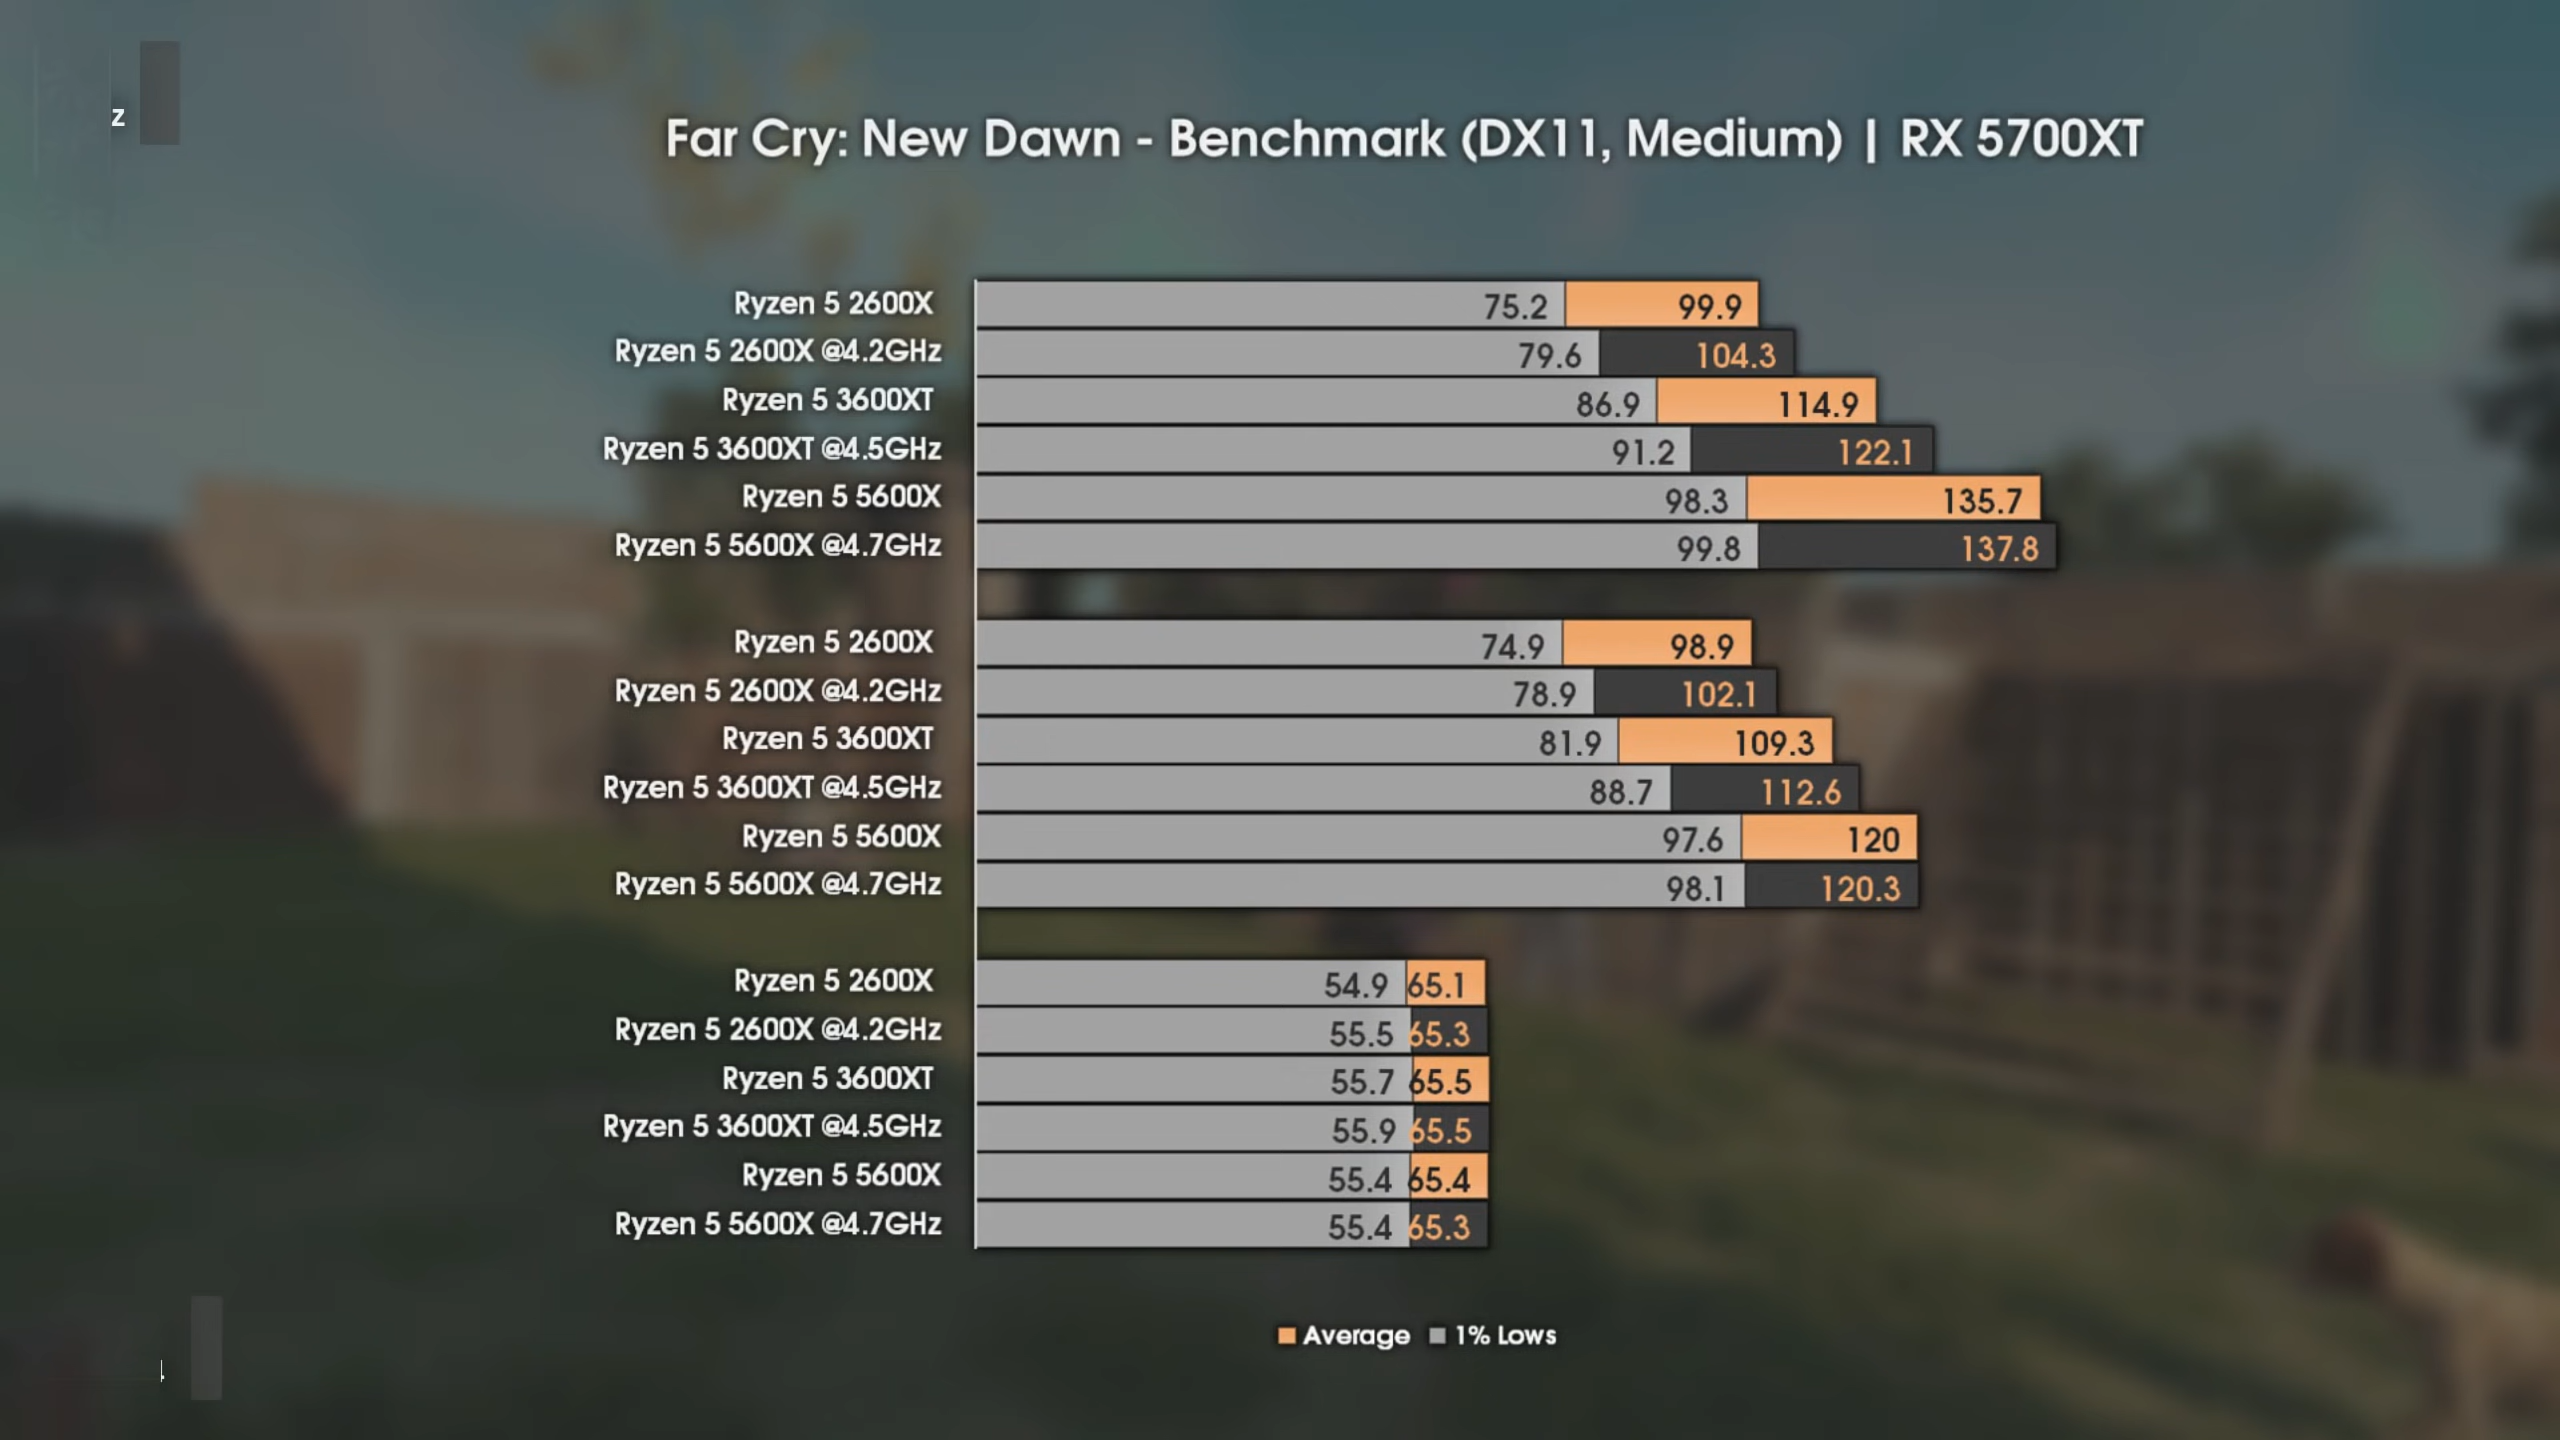 z
Far Cry: New Dawn - Benchmark (DX11, Medium) | RX 5700XT
Ryzen 5 2600X 75.2 99.9
Ryzen 5 2600X @4.2GHz 79.6 104.3
Ryzen 5 3600XT 86.9 114.9
Ryzen 5 3600XT @4.5GHz 91.2 122.1
Ryzen 5 5600X 98.3 135.7
Ryzen 5 5600X @4.7GHz 99.8 137.8
Ryzen 5 2600X 74.9 98.9
Ryzen 5 2600X @4.2GHz 78.9 102.1
Ryzen 5 3600XT 81.9 109.3
Ryzen 5 3600XT @4.5GHz 88.7 112.6
Ryzen 5 5600X 97.6 120
Ryzen 5 5600X @4.7GHz 98.1 120.3
Ryzen 5 2600X 54.9 65.1
Ryzen 5 2600X @4.2GHz 55.5 65.3
Ryzen 5 3600XT 55.7 65.5
Ryzen 5 3600XT @4.5GHz 55.9 65.5
Ryzen 5 5600X 55.4 65.4
Ryzen 5 5600X @4.7GHz 55.4 65.3
Average 1% Lows